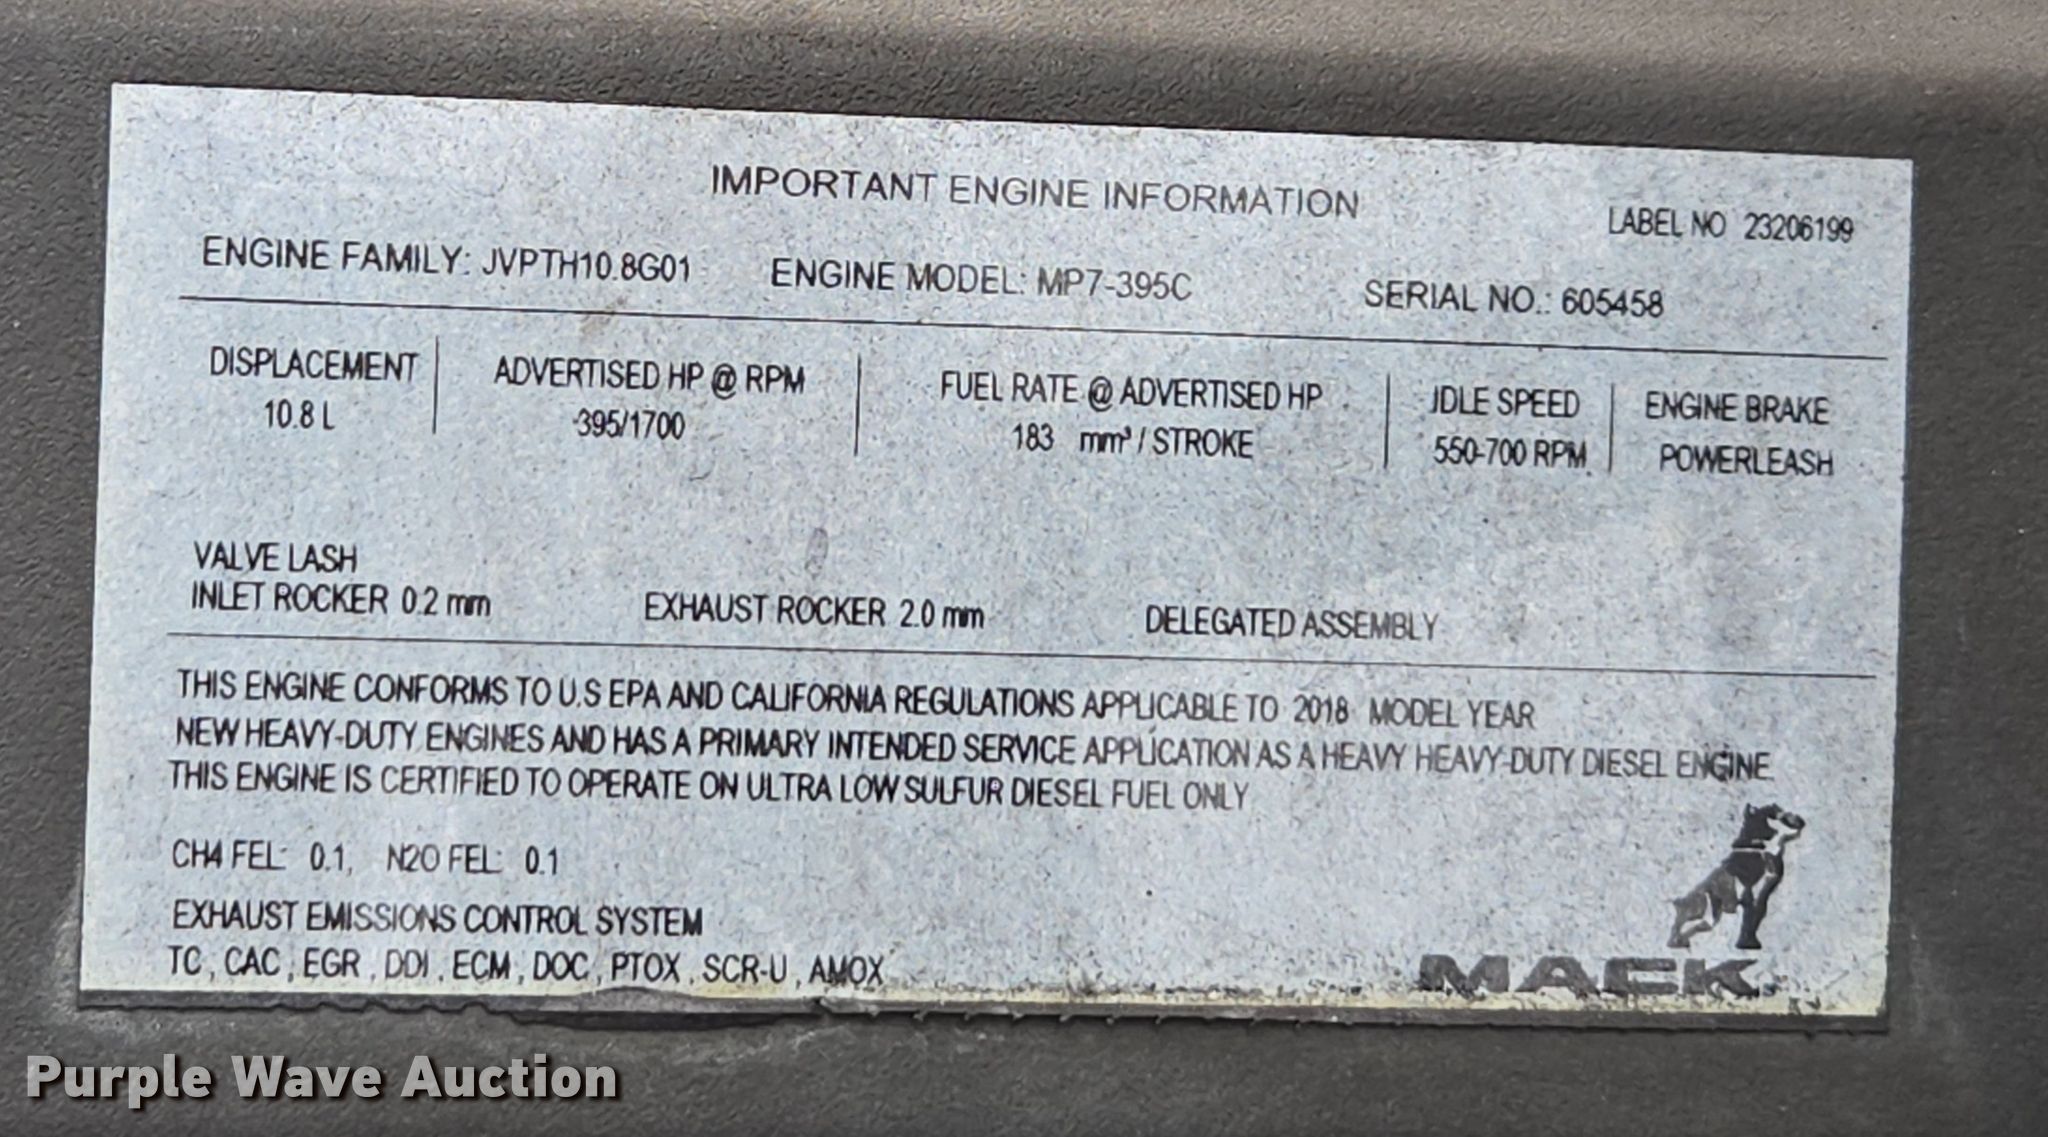 IMPORTANT ENGINE INFORMATION
LABEL NO 23206199
ENGINE FAMILY: JVPTH10.8G01 ENGINE MODEL: MP7-395C SERIAL NO.: 605458
DISPLACEMENT ADVERTISED HP @ RPM FUEL RATE @ ADVERTISED HP IDLE SPEED ENGINE BRAKE
10.8 L 395/1700 183 mm³ / STROKE 550-700 RPM POWERLEASH
VALVE LASH
INLET ROCKER 0.2 mm EXHAUST ROCKER 2.0 mm DELEGATED ASSEMBLY
THIS ENGINE CONFORMS TO U.S EPA AND CALIFORNIA REGULATIONS APPLICABLE TO 2018 MODEL YEAR
NEW HEAVY-DUTY ENGINES AND HAS A PRIMARY INTENDED SERVICE APPLICATION AS A HEAVY HEAVY-DUTY DIESEL ENGINE
THIS ENGINE IS CERTIFIED TO OPERATE ON ULTRA LOW SULFUR DIESEL FUEL ONLY
CH4 FEL: 0.1, N2O FEL: 0.1
EXHAUST EMISSIONS CONTROL SYSTEM
TC , CAC , EGR , DDI , ECM , DOC , PTOX , SCR-U , AMOX
MACK
Purple Wave Auction